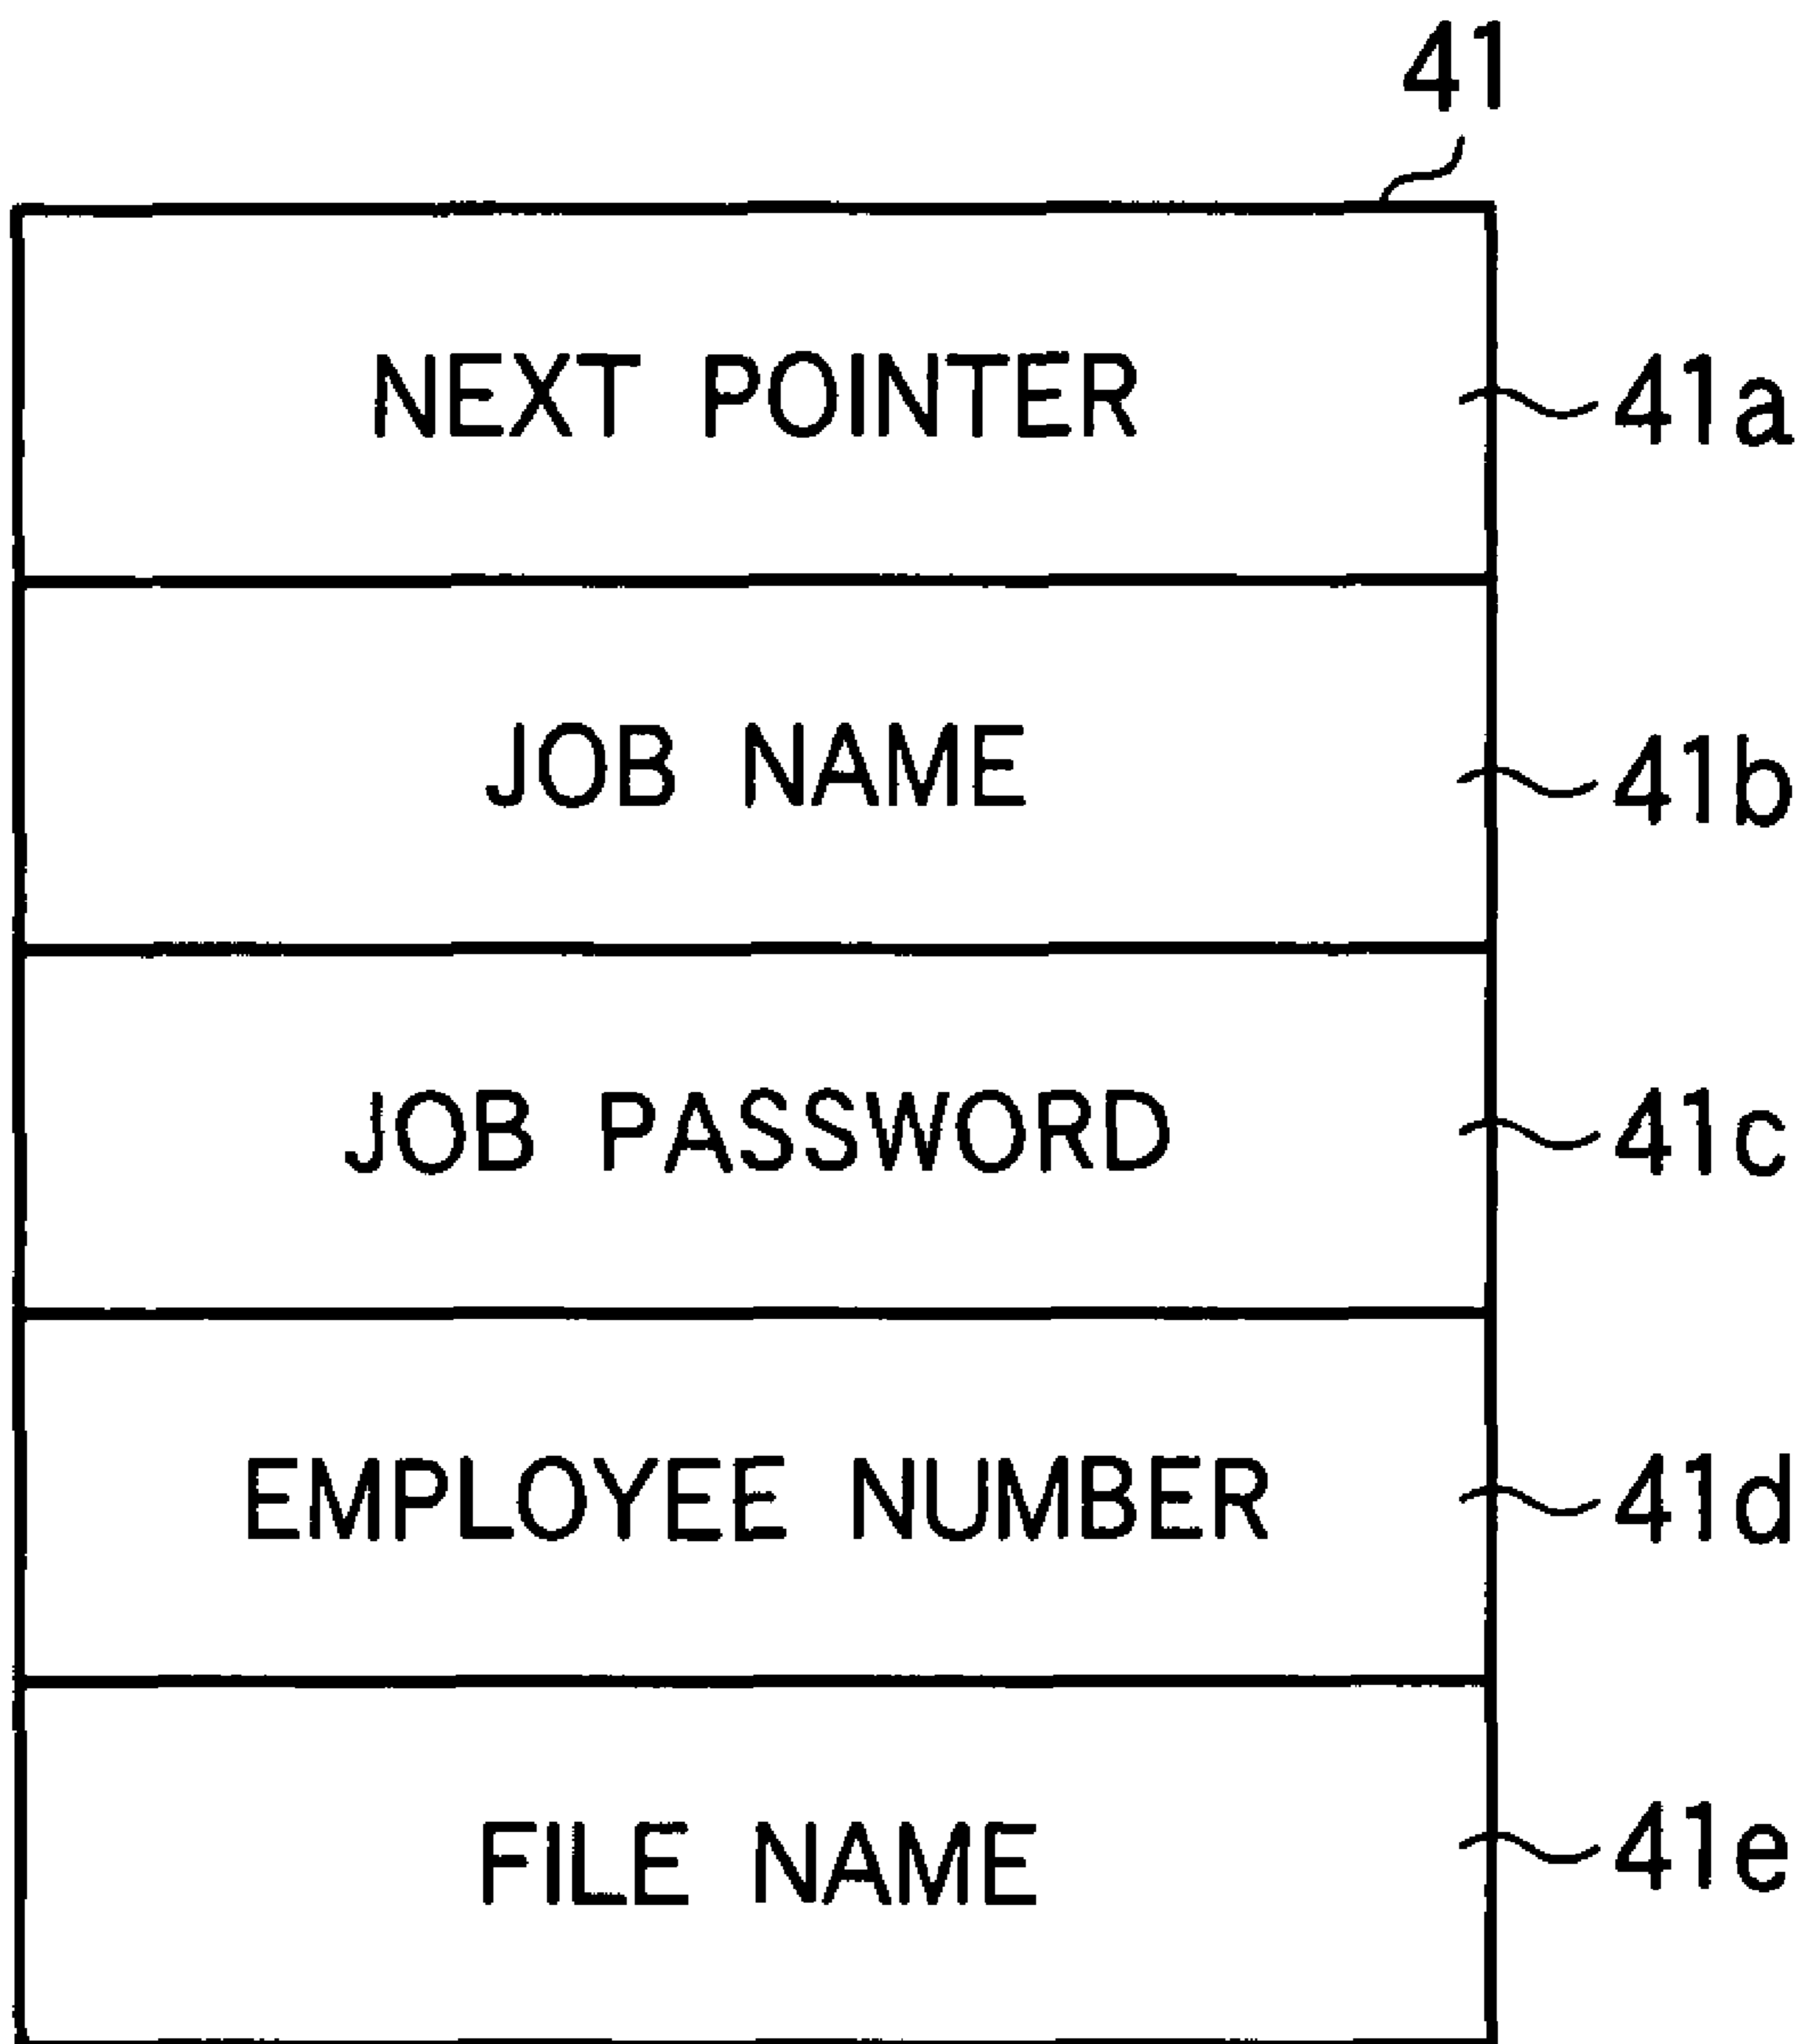 41
NEXT POINTER 41a
JOB NAME 41b
JOB PASSWORD 41c
EMPLOYEE NUMBER 41d
FILE NAME 41e